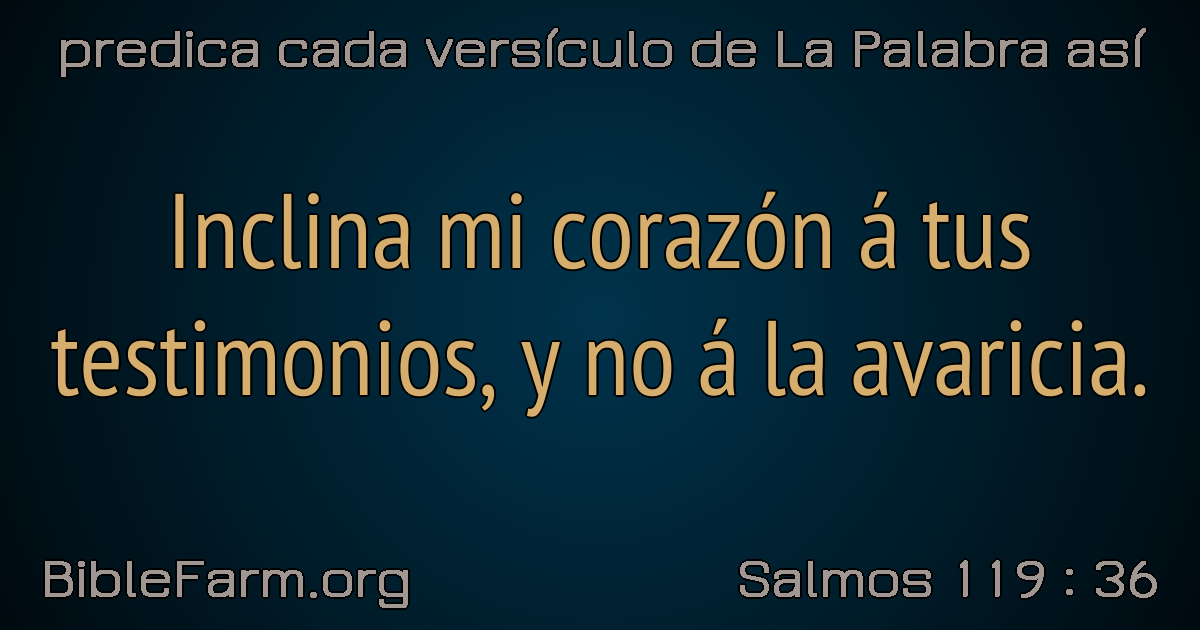 predica cada versículo de La Palabra así
Inclina mi corazón á tus
testimonios, y no á la avaricia.
BibleFarm.org
Salmos 119 : 36